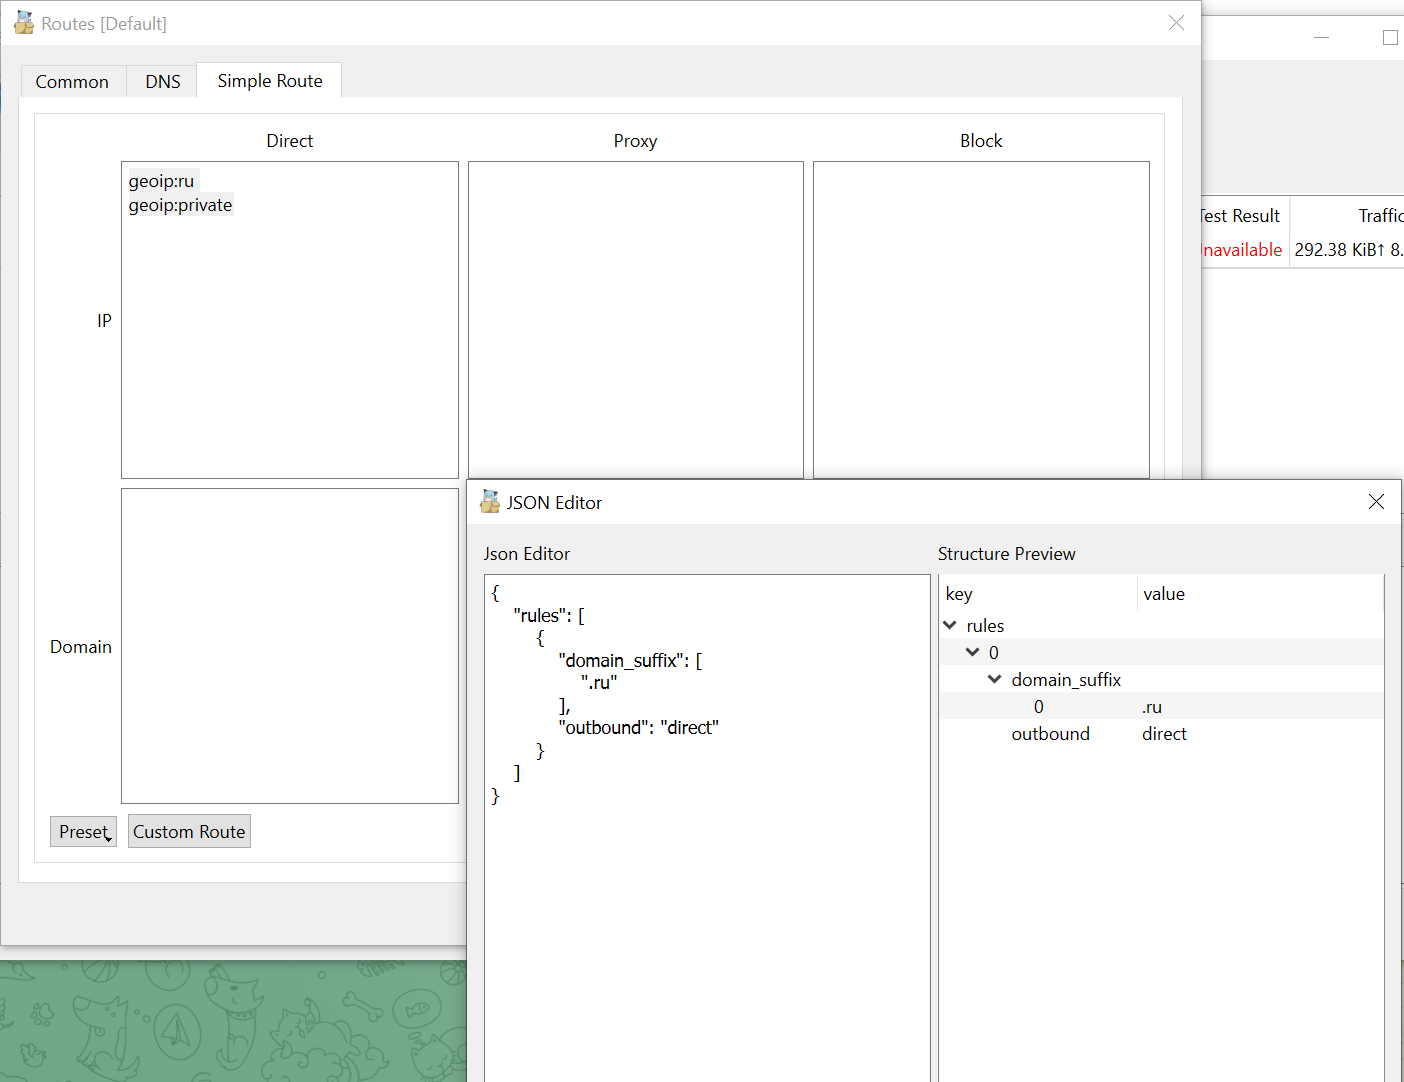 Routes [Default]
Common
DNS
Simple Route
Direct
Proxy
Block
geoip:ru
geoip:private
IP
Domain
Preset
Custom Route
Test Result
Traffic
292.38 KiB↑ 8.
JSON Editor
Json Editor
Structure Preview
{
"rules": [
{
"domain_suffix": [
".ru"
],
"outbound": "direct"
}
]
}
key
value
rules
0
domain_suffix
0
.ru
outbound
direct